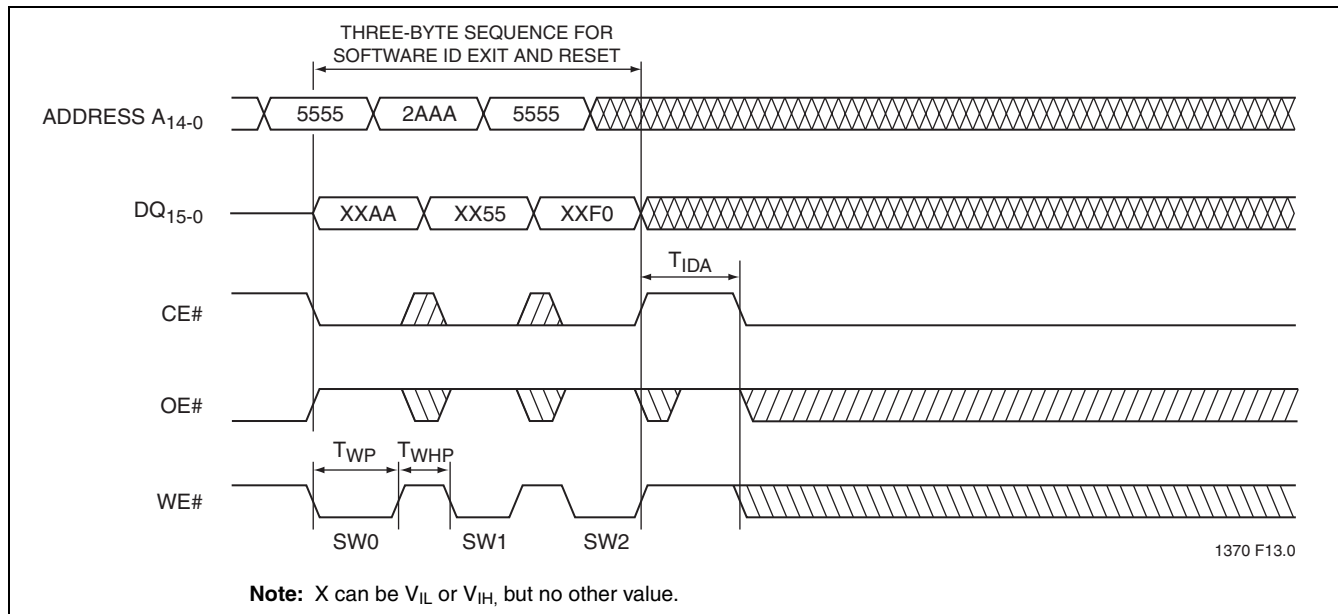 THREE-BYTE SEQUENCE FOR
SOFTWARE ID EXIT AND RESET
ADDRESS A14-0
5555
2AAA
5555
DQ15-0
XXAA
XX55
XXF0
TIDA
CE#
OE#
TWP
TWHP
WE#
SW0
SW1
SW2
1370 F13.0
Note: X can be VIL or VIH, but no other value.